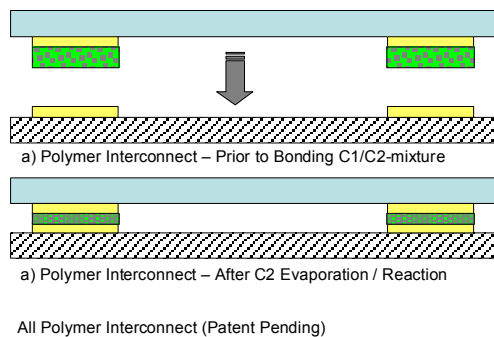 a) Polymer Interconnect – Prior to Bonding C1/C2-mixture
a) Polymer Interconnect – After C2 Evaporation / Reaction
All Polymer Interconnect (Patent Pending)